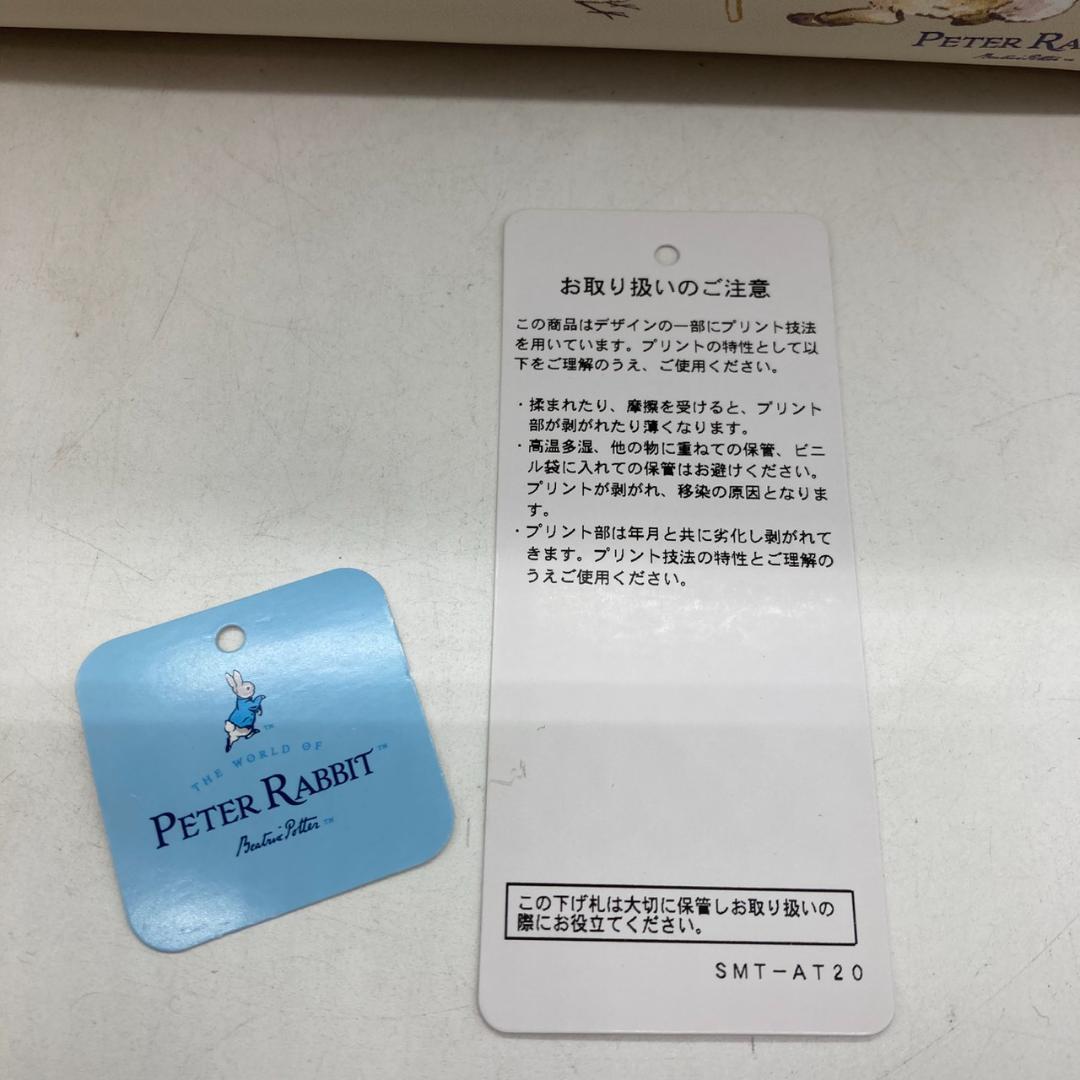 PETER RA
Beatrix Potter™
お取り扱いのご注意
この商品はデザインの一部にプリント技法
を用いています。プリントの特性として以
下をご理解のうえ、ご使用ください。
・揉まれたり、摩擦を受けると、プリント
部が剥がれたり薄くなります。
・高温多湿、他の物に重ねての保管、ビニ
ル袋に入れての保管はお避けください。
プリントが剥がれ、移染の原因となりま
す。
・プリント部は年月と共に劣化し剥がれて
きます。プリント技法の特性とご理解の
うえご使用ください。
この下げ札は大切に保管しお取り扱いの
際にお役立てください。
SMT－AT20
™
THE WORLD OF
PETER RABBIT™
Beatrix Potter™